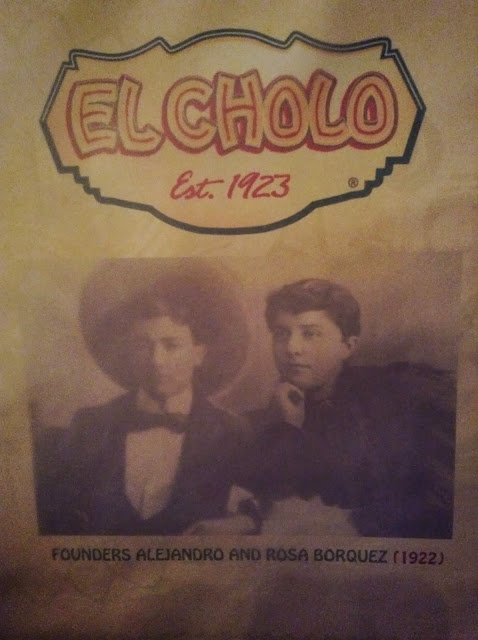 EL CHOLO
Est. 1923
®
FOUNDERS ALEJANDRO AND ROSA BORQUEZ (1922)